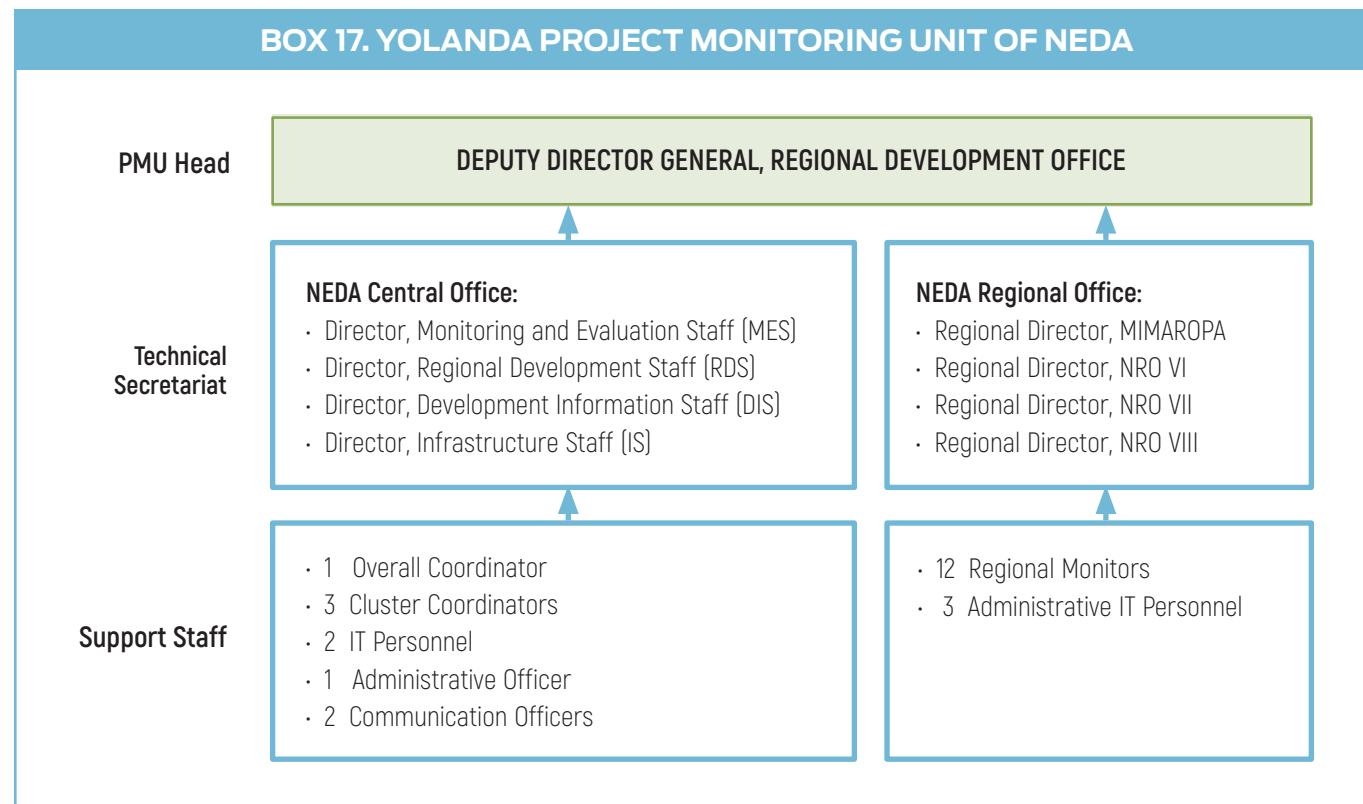 BOX 17. YOLANDA PROJECT MONITORING UNIT OF NEDA
PMU Head
DEPUTY DIRECTOR GENERAL, REGIONAL DEVELOPMENT OFFICE
Technical
Secretariat
NEDA Central Office:
· Director, Monitoring and Evaluation Staff (MES)
· Director, Regional Development Staff (RDS)
· Director, Development Information Staff (DIS)
· Director, Infrastructure Staff (IS)
NEDA Regional Office:
· Regional Director, MIMAROPA
· Regional Director, NRO VI
· Regional Director, NRO VII
· Regional Director, NRO VIII
Support Staff
· 1 Overall Coordinator
· 3 Cluster Coordinators
· 2 IT Personnel
· 1 Administrative Officer
· 2 Communication Officers
· 12 Regional Monitors
· 3 Administrative IT Personnel